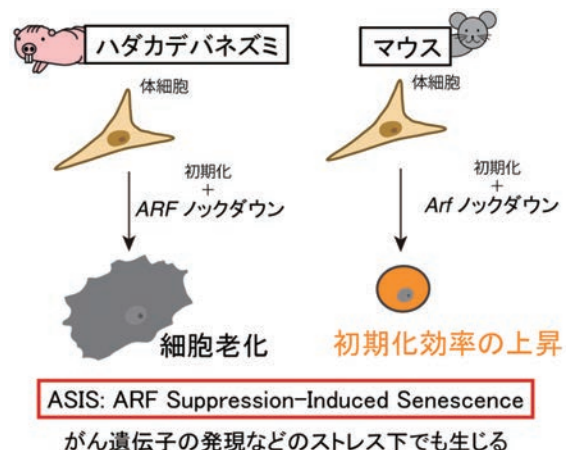 ハダカデバネズミ
マウス
体細胞
体細胞
初期化
+
ARF ノックダウン
初期化
+
Arf ノックダウン
細胞老化
初期化効率の上昇
ASIS: ARF Suppression-Induced Senescence
がん遺伝子の発現などのストレス下でも生じる